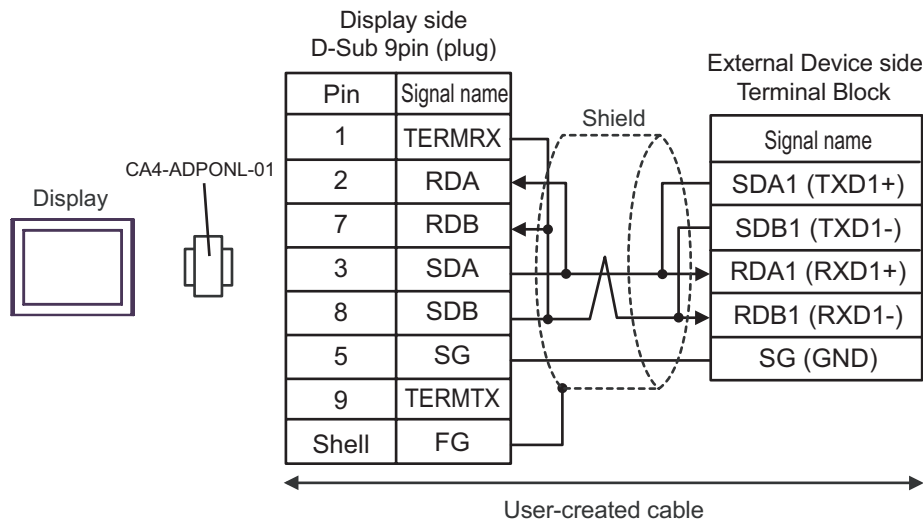 Display side
D-Sub 9pin (plug)
External Device side
Terminal Block
Pin Signal name
Shield
Signal name
1 TERMRX
CA4-ADPONL-01
2 RDA
SDA1 (TXD1+)
Display
7 RDB
SDB1 (TXD1-)
3 SDA
RDA1 (RXD1+)
8 SDB
RDB1 (RXD1-)
5 SG
SG (GND)
9 TERMTX
Shell FG
User-created cable